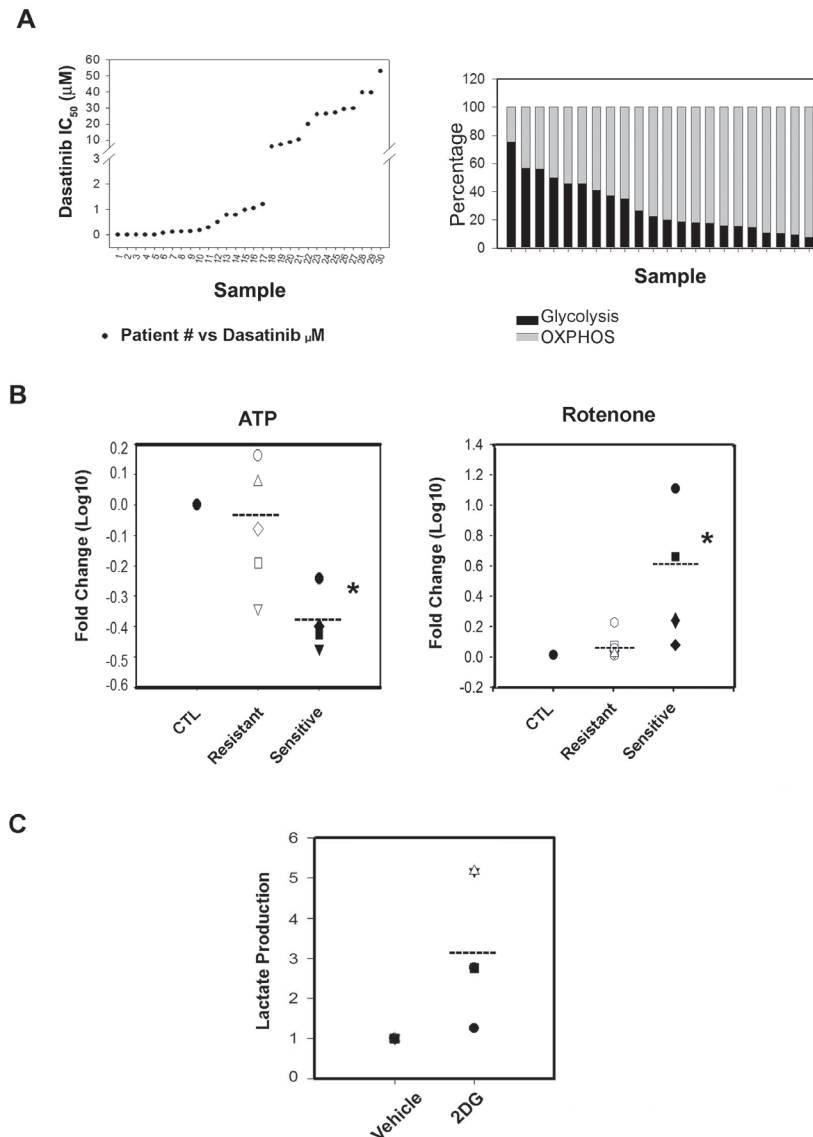 A
Dasatinib IC50 (µM)
60
50
40
30
20
10
3
2
1
0
1 2 3 4 5 6 7 8 9 10 11 12 13 14 15 16 17 18 19 20 21 22 23 24 25 26 27 28 29 30
Sample
Patient # vs Dasatinib µM
Percentage
120
100
80
60
40
20
0
Sample
Glycolysis
OXPHOS
B
ATP
Fold Change (Log10)
0.2
0.1
0.0
-0.1
-0.2
-0.3
-0.4
-0.5
-0.6
*
CTL
Resistant
Sensitive
Rotenone
Fold Change (Log10)
1.4
1.2
1.0
0.8
0.6
0.4
0.2
0.0
-0.2
*
CTL
Resistant
Sensitive
C
Lactate Production
6
5
4
3
2
1
0
Vehicle
2DG